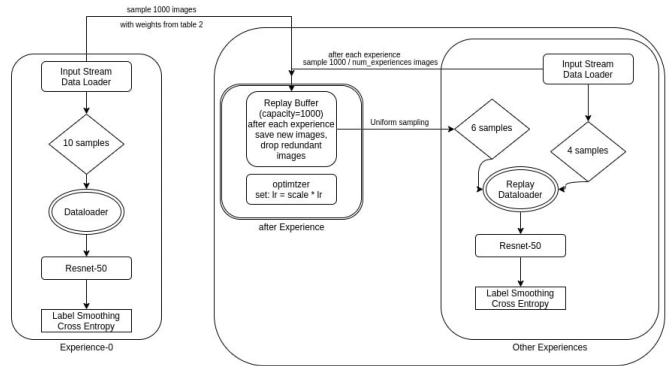 sample 1000 images
with weights from table 2
Input Stream
Data Loader
10 samples
Dataloader
Resnet-50
Label Smoothing
Cross Entropy
Experience-0
after each experience
sample 1000 / num_experiences images
Replay Buffer
(capacity=1000)
after each experience
save new images,
drop redundant
images
optimtzer
set: lr = scale * lr
after Experience
Uniform sampling
Input Stream
Data Loader
6 samples
4 samples
Replay
Dataloader
Resnet-50
Label Smoothing
Cross Entropy
Other Experiences